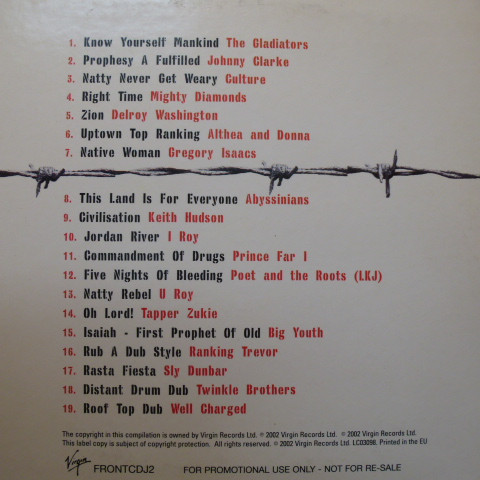 1. Know Yourself Mankind The Gladiators
2. Prophesy A Fulfilled Johnny Clarke
3. Natty Never Get Weary Culture
4. Right Time Mighty Diamonds
5. Zion Delroy Washington
6. Uptown Top Ranking Althea and Donna
7. Native Woman Gregory Isaacs
8. This Land Is For Everyone Abyssinians
9. Civilisation Keith Hudson
10. Jordan River I Roy
11. Commandment Of Drugs Prince Far I
12. Five Nights Of Bleeding Poet and the Roots (LKJ)
13. Natty Rebel U Roy
14. Oh Lord! Tapper Zukie
15. Isaiah - First Prophet Of Old Big Youth
16. Rub A Dub Style Ranking Trevor
17. Rasta Fiesta Sly Dunbar
18. Distant Drum Dub Twinkle Brothers
19. Roof Top Dub Well Charged
The copyright in this compilation is owned by Virgin Records Ltd. ℗ 2002 Virgin Records Ltd. © 2002 Virgin Records Ltd.
This label copy is subject of copyright protection. All rights reserved. © 2002 Virgin Records Ltd. LC03098. Printed in the EU
Virgin FRONTCDJ2 FOR PROMOTIONAL USE ONLY - NOT FOR RE-SALE